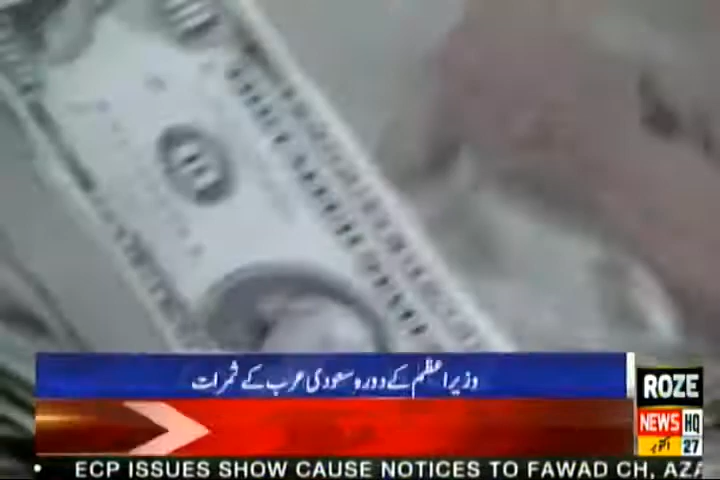 وزیراعظم کے دورہ سعودی عرب کے ثمرات
ROZE
NEWS HQ
27 اکتوبر
• ECP ISSUES SHOW CAUSE NOTICES TO FAWAD CH, AZA